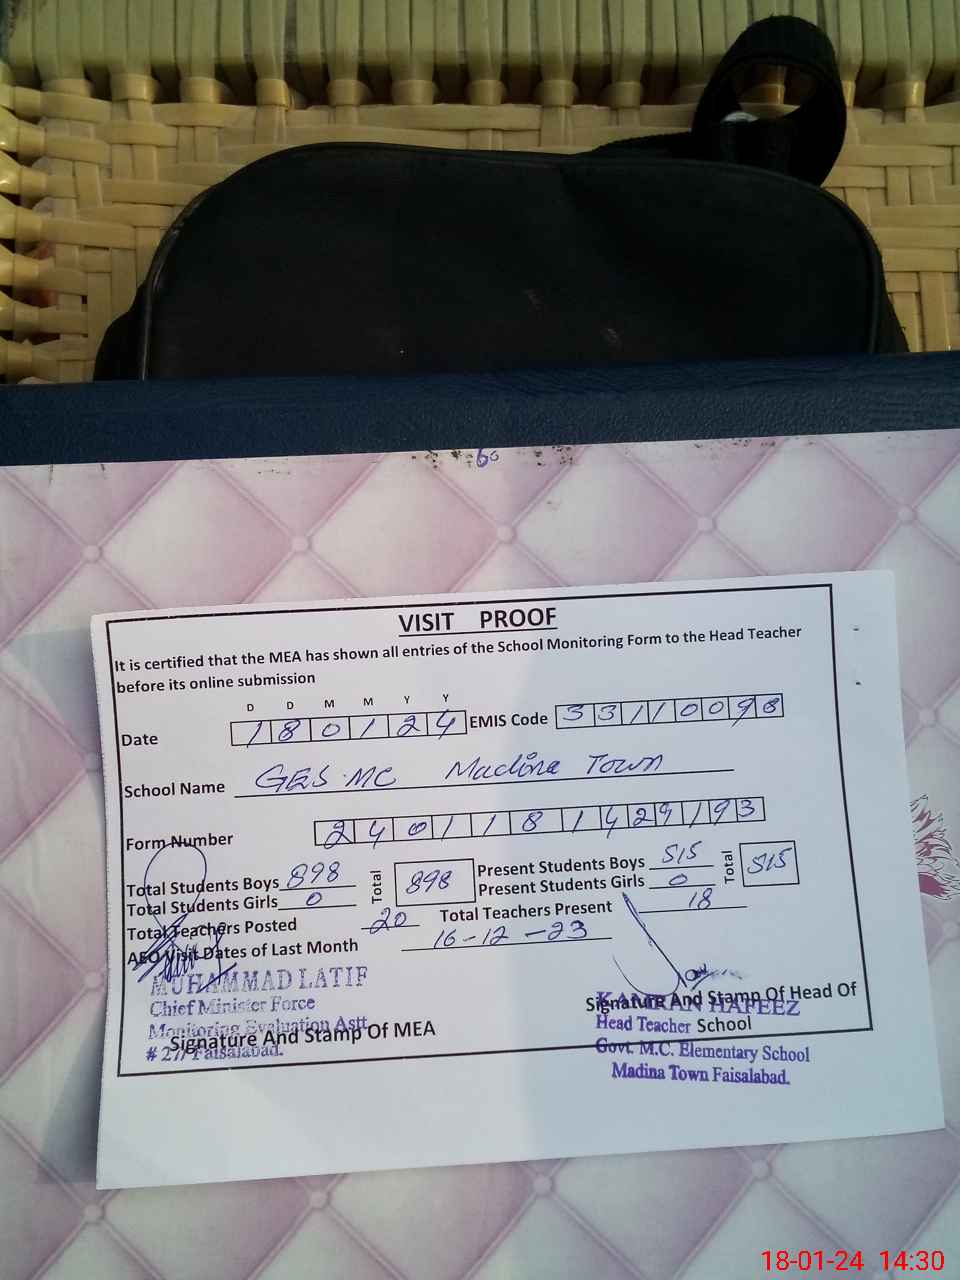 60
VISIT PROOF
It is certified that the MEA has shown all entries of the School Monitoring Form to the Head Teacher
before its online submission
D D M M Y Y
Date 1 8 0 1 2 4 EMIS Code 3 3 1 1 0 0 9 8
School Name GES MC Madina Town
Form Number 2 4 0 1 1 8 1 4 2 9 1 9 3
Total Students Boys 898 Total 898 Present Students Boys 515 Total 515
Total Students Girls 0 Present Students Girls 0
Total Teachers Posted 20 Total Teachers Present 18
AEO Visit Dates of Last Month 16-12-23
MUHAMMAD LATIF
Chief Minister Force
Monitoring Evaluation Astt
# 277 Faisalabad.
Signature And Stamp Of MEA
Signature And Stamp Of Head Of
School
KAMRAN HAFEEZ
Head Teacher
Govt. M.C. Elementary School
Madina Town Faisalabad.
18-01-24 14:30